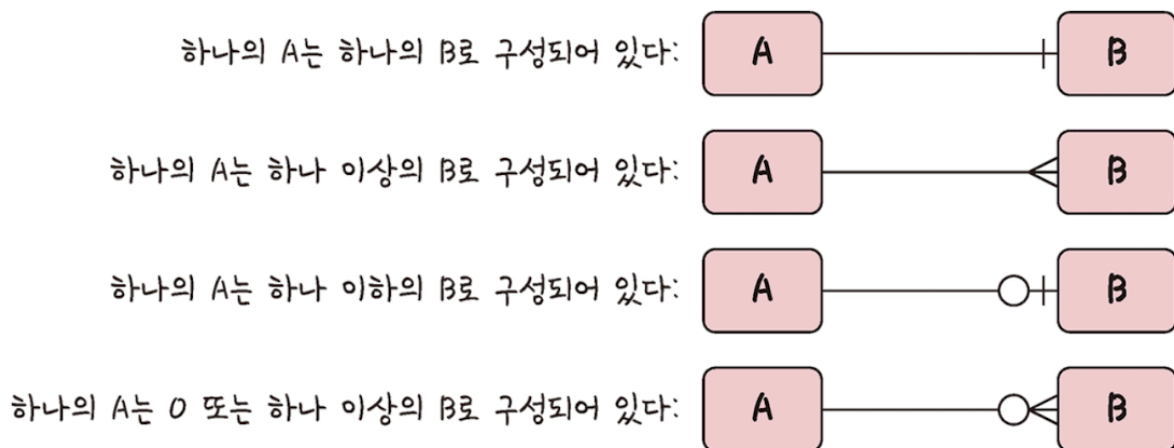 하나의 A는 하나의 B로 구성되어 있다: A B
하나의 A는 하나 이상의 B로 구성되어 있다: A B
하나의 A는 하나 이하의 B로 구성되어 있다: A B
하나의 A는 0 또는 하나 이상의 B로 구성되어 있다: A B